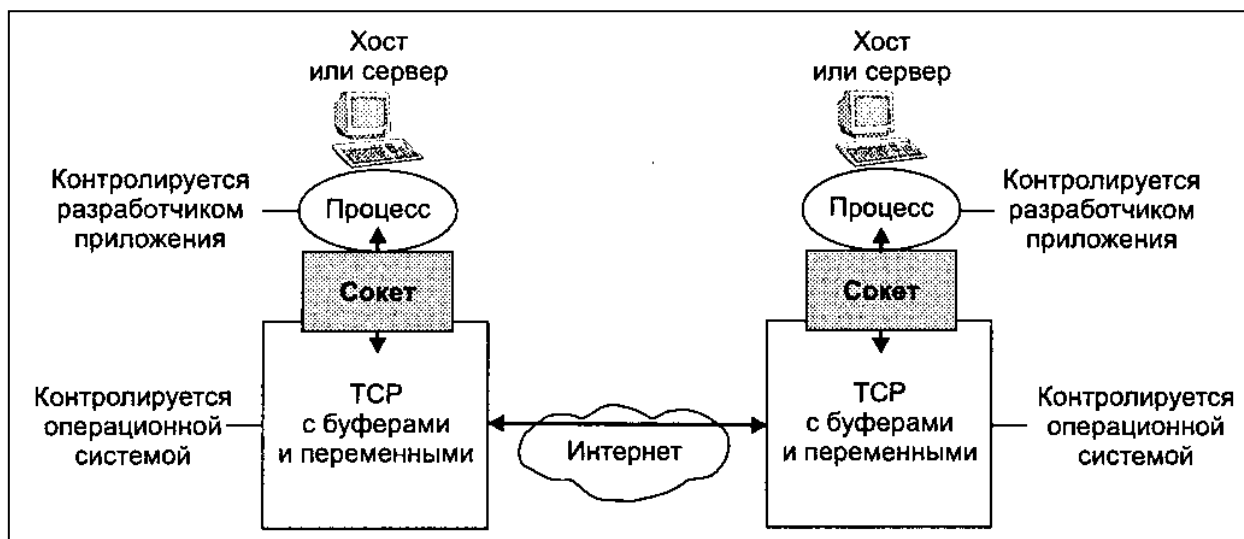 Хост
или сервер
Хост
или сервер
Контролируется
разработчиком
приложения
Процесс
Процесс
Контролируется
разработчиком
приложения
Сокет
Сокет
Контролируется
операционной
системой
TCP
с буферами
и переменными
Интернет
TCP
с буферами
и переменными
Контролируется
операционной
системой